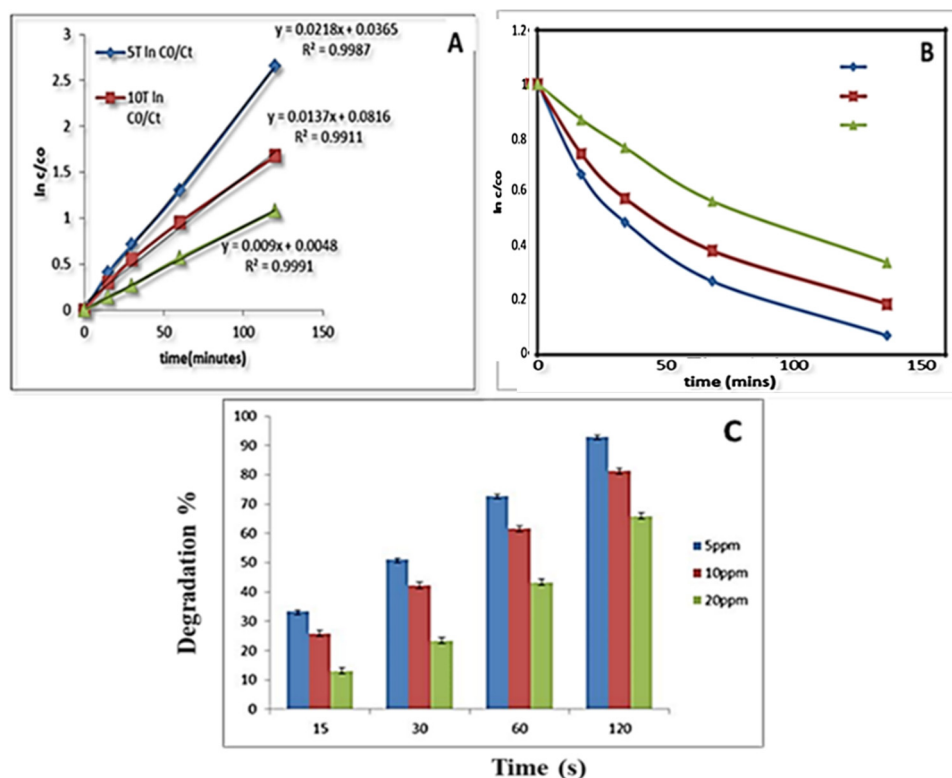 A
5T ln C0/Ct
10T ln
C0/Ct
y = 0.0218x + 0.0365
R² = 0.9987
y = 0.0137x + 0.0816
R² = 0.9911
y = 0.009x + 0.0048
R² = 0.9991
ln c/co
3
2.5
2
1.5
1
0.5
0
0 50 100 150
time(minutes)
B
ln c/co
1.2
1
0.8
0.6
0.4
0.2
0
0 50 100 150
time (mins)
C
Degradation %
100
90
80
70
60
50
40
30
20
10
0
5ppm
10ppm
20ppm
15 30 60 120
Time (s)